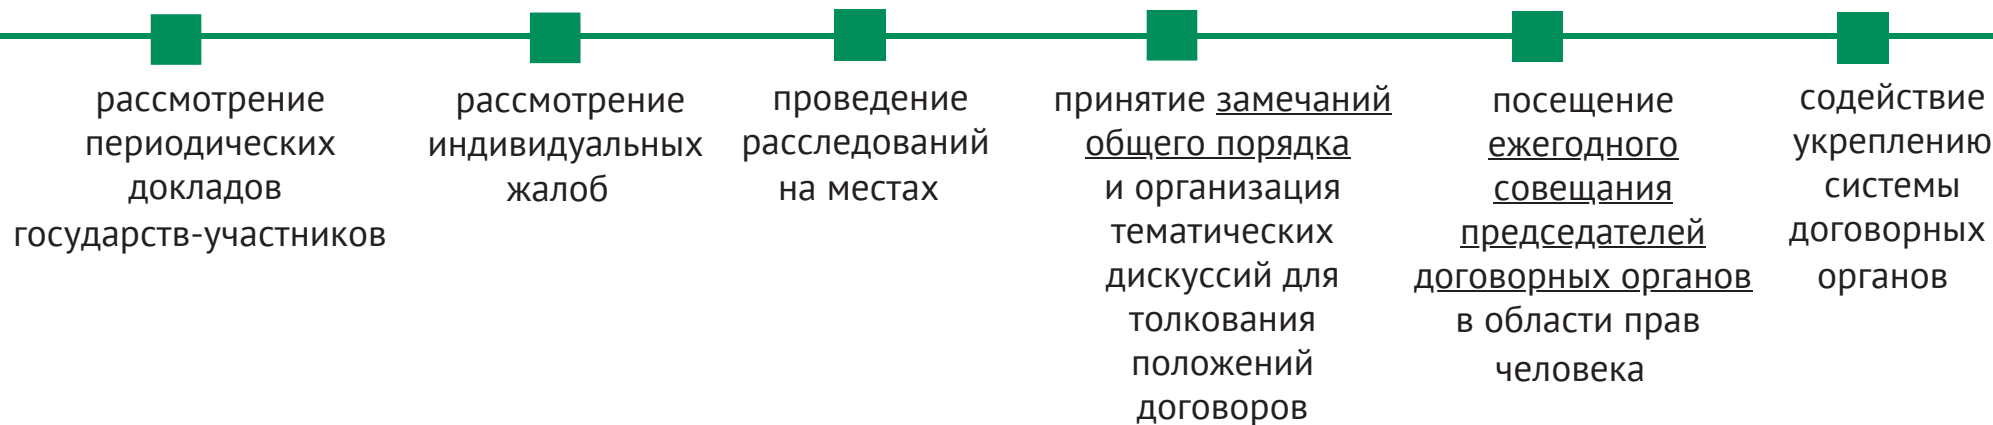 рассмотрение
периодических
докладов
государств-участников
рассмотрение
индивидуальных
жалоб
проведение
расследований
на местах
принятие замечаний
общего порядка
и организация
тематических
дискуссий для
толкования
положений
договоров
посещение
ежегодного
совещания
председателей
договорных органов
в области прав
человека
содействие
укреплению
системы
договорных
органов